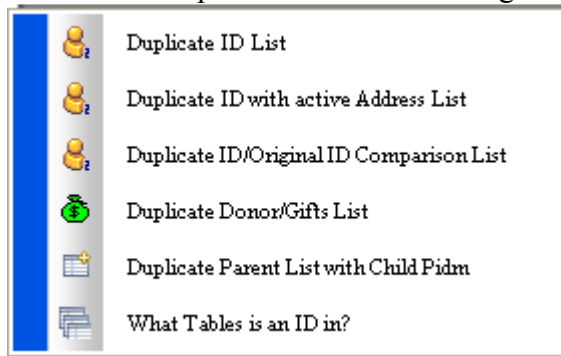 Duplicate ID List
Duplicate ID with active Address List
Duplicate ID/Original ID Comparison List
Duplicate Donor/Gifts List
Duplicate Parent List with Child Pidm
What Tables is an ID in?